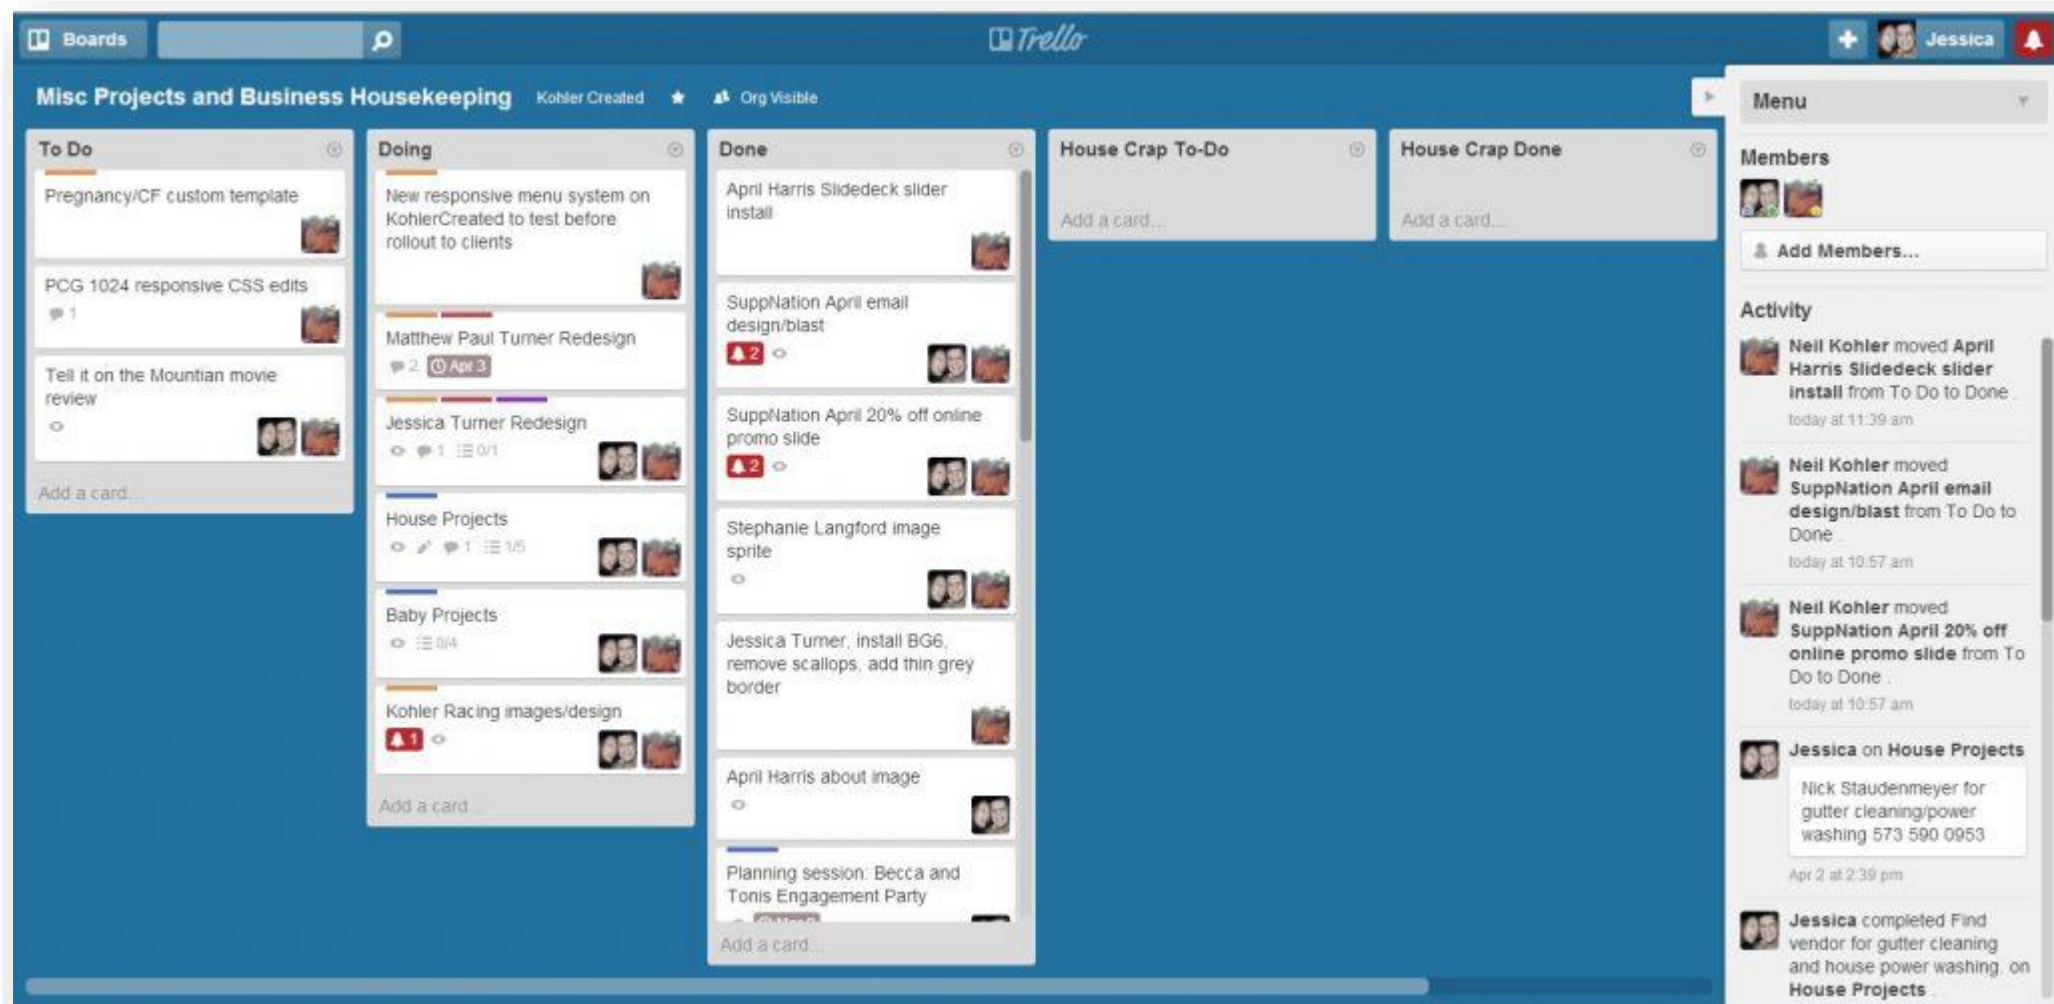 Boards
Trello
Jessica
Misc Projects and Business Housekeeping
Kohler Created
Org Visible
To Do
Pregnancy/CF custom template
PCG 1024 responsive CSS edits
1
Tell it on the Mountian movie
review
Add a card...
Doing
New responsive menu system on
KohlerCreated to test before
rollout to clients
Matthew Paul Turner Redesign
2 Apr 3
Jessica Turner Redesign
1 0/1
House Projects
1 1/5
Baby Projects
0/4
Kohler Racing images/design
1
Add a card...
Done
April Harris Slidedeck slider
install
SuppNation April email
design/blast
2
SuppNation April 20% off online
promo slide
2
Stephanie Langford image
sprite
Jessica Turner, install BG6,
remove scallops, add thin grey
border
April Harris about image
Planning session: Becca and
Tonis Engagement Party
Add a card...
House Crap To-Do
Add a card...
House Crap Done
Add a card...
Menu
Members
Add Members...
Activity
Neil Kohler moved April
Harris Slidedeck slider
install from To Do to Done .
today at 11:39 am
Neil Kohler moved
SuppNation April email
design/blast from To Do to
Done .
today at 10:57 am
Neil Kohler moved
SuppNation April 20% off
online promo slide from To
Do to Done .
today at 10:57 am
Jessica on House Projects
Nick Staudenmeyer for
gutter cleaning/power
washing 573 590 0953
Apr 2 at 2:39 pm
Jessica completed Find
vendor for gutter cleaning
and house power washing. on
House Projects .